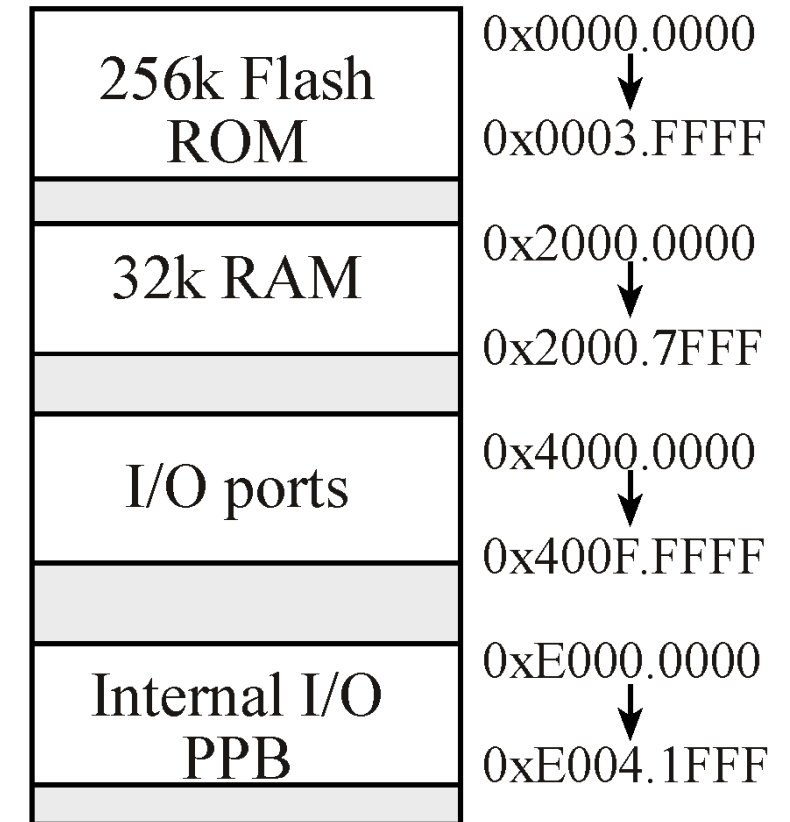 256k Flash
ROM
0x0000.0000
0x0003.FFFF
32k RAM
0x2000.0000
0x2000.7FFF
I/O ports
0x4000.0000
0x400F.FFFF
Internal I/O
PPB
0xE000.0000
0xE004.1FFF